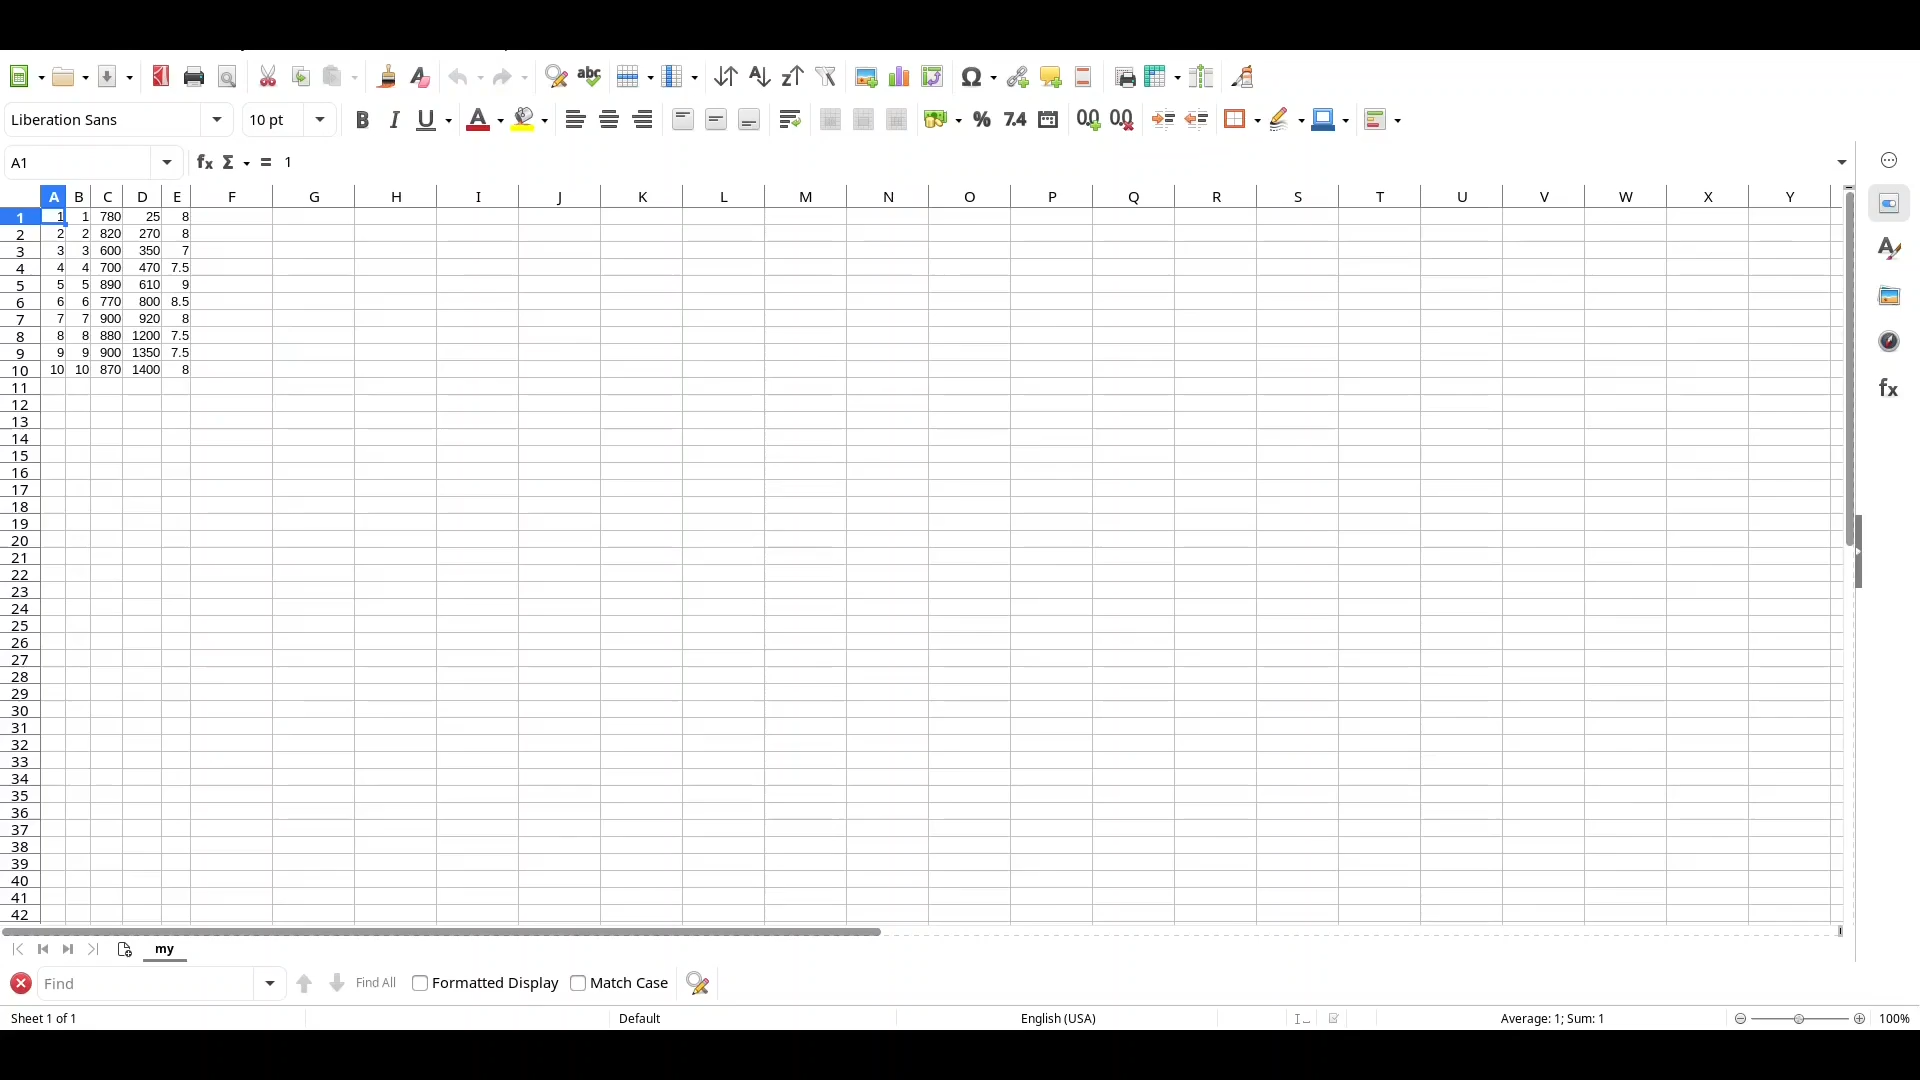 Liberation Sans 10 pt B I U A % 7.4
A1 fx Σ = 1
A B C D E F G H I J K L M N O P Q R S T U V W X Y
1 1 1 780 25 8
2 2 2 820 270 8
3 3 3 600 350 7
4 4 4 700 470 7.5
5 5 5 890 610 9
6 6 6 770 800 8.5
7 7 7 900 920 8
8 8 8 880 1200 7.5
9 9 9 900 1350 7.5
10 10 10 870 1400 8
11
12
13
14
15
16
17
18
19
20
21
22
23
24
25
26
27
28
29
30
31
32
33
34
35
36
37
38
39
40
41
42
my
Find Find All Formatted Display Match Case
Sheet 1 of 1 Default English (USA) Average: 1; Sum: 1 100%